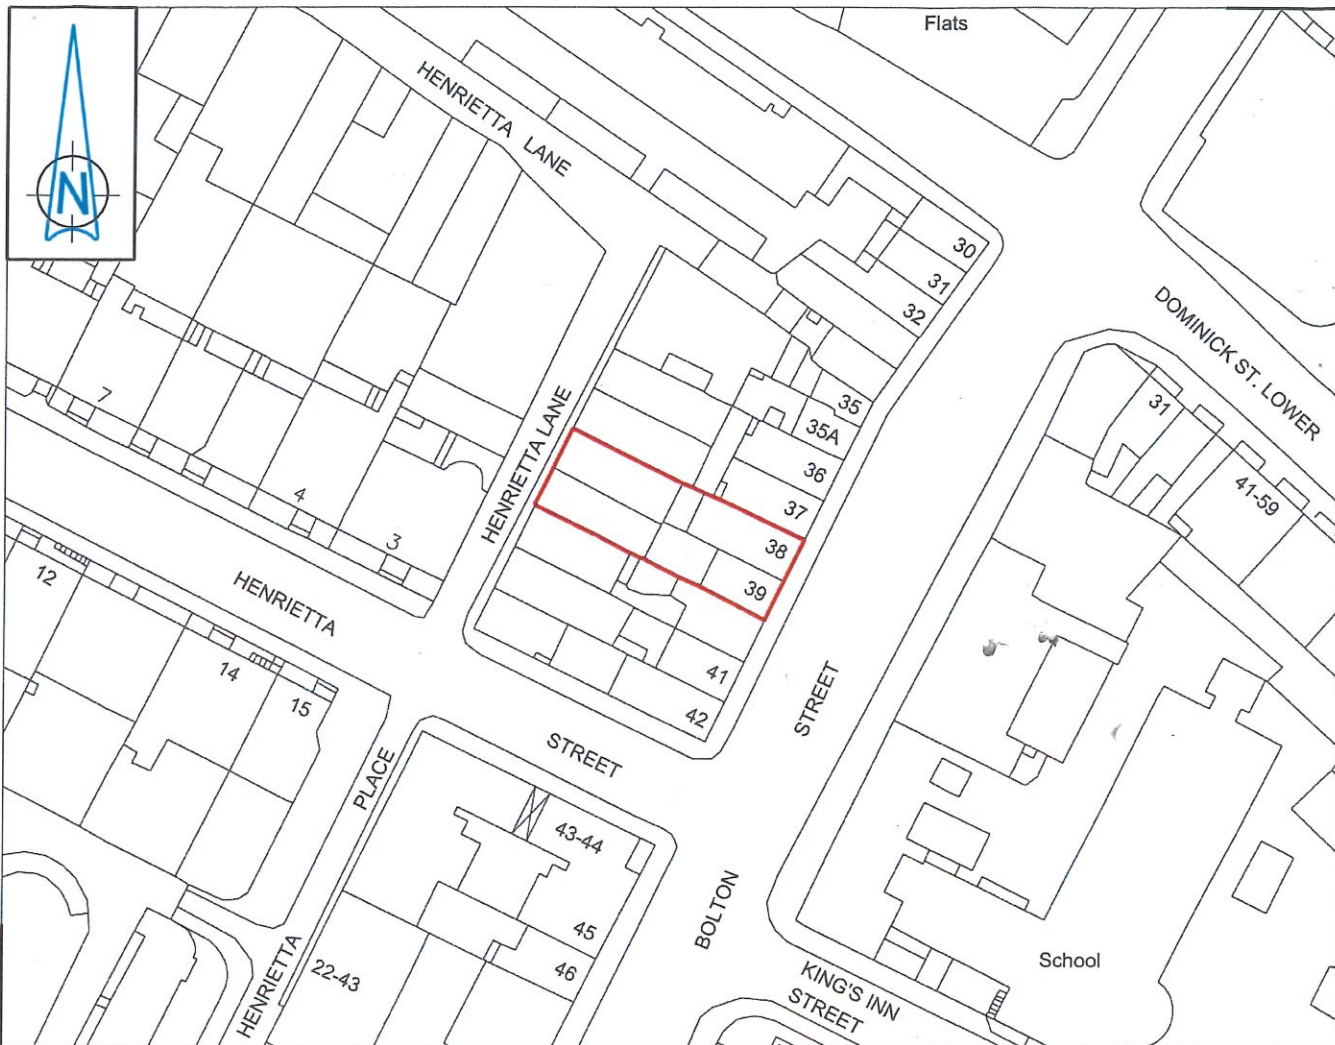 Flats
N
HENRIETTA LANE
30
31
32
DOMINICK ST. LOWER
35
35A
36
37
38
39
41
42
31
41-59
HENRIETTA LANE
7
4
3
HENRIETTA
STREET
12
14
15
PLACE
HENRIETTA
22-43
43-44
45
46
STREET
BOLTON
KING'S INN
STREET
School